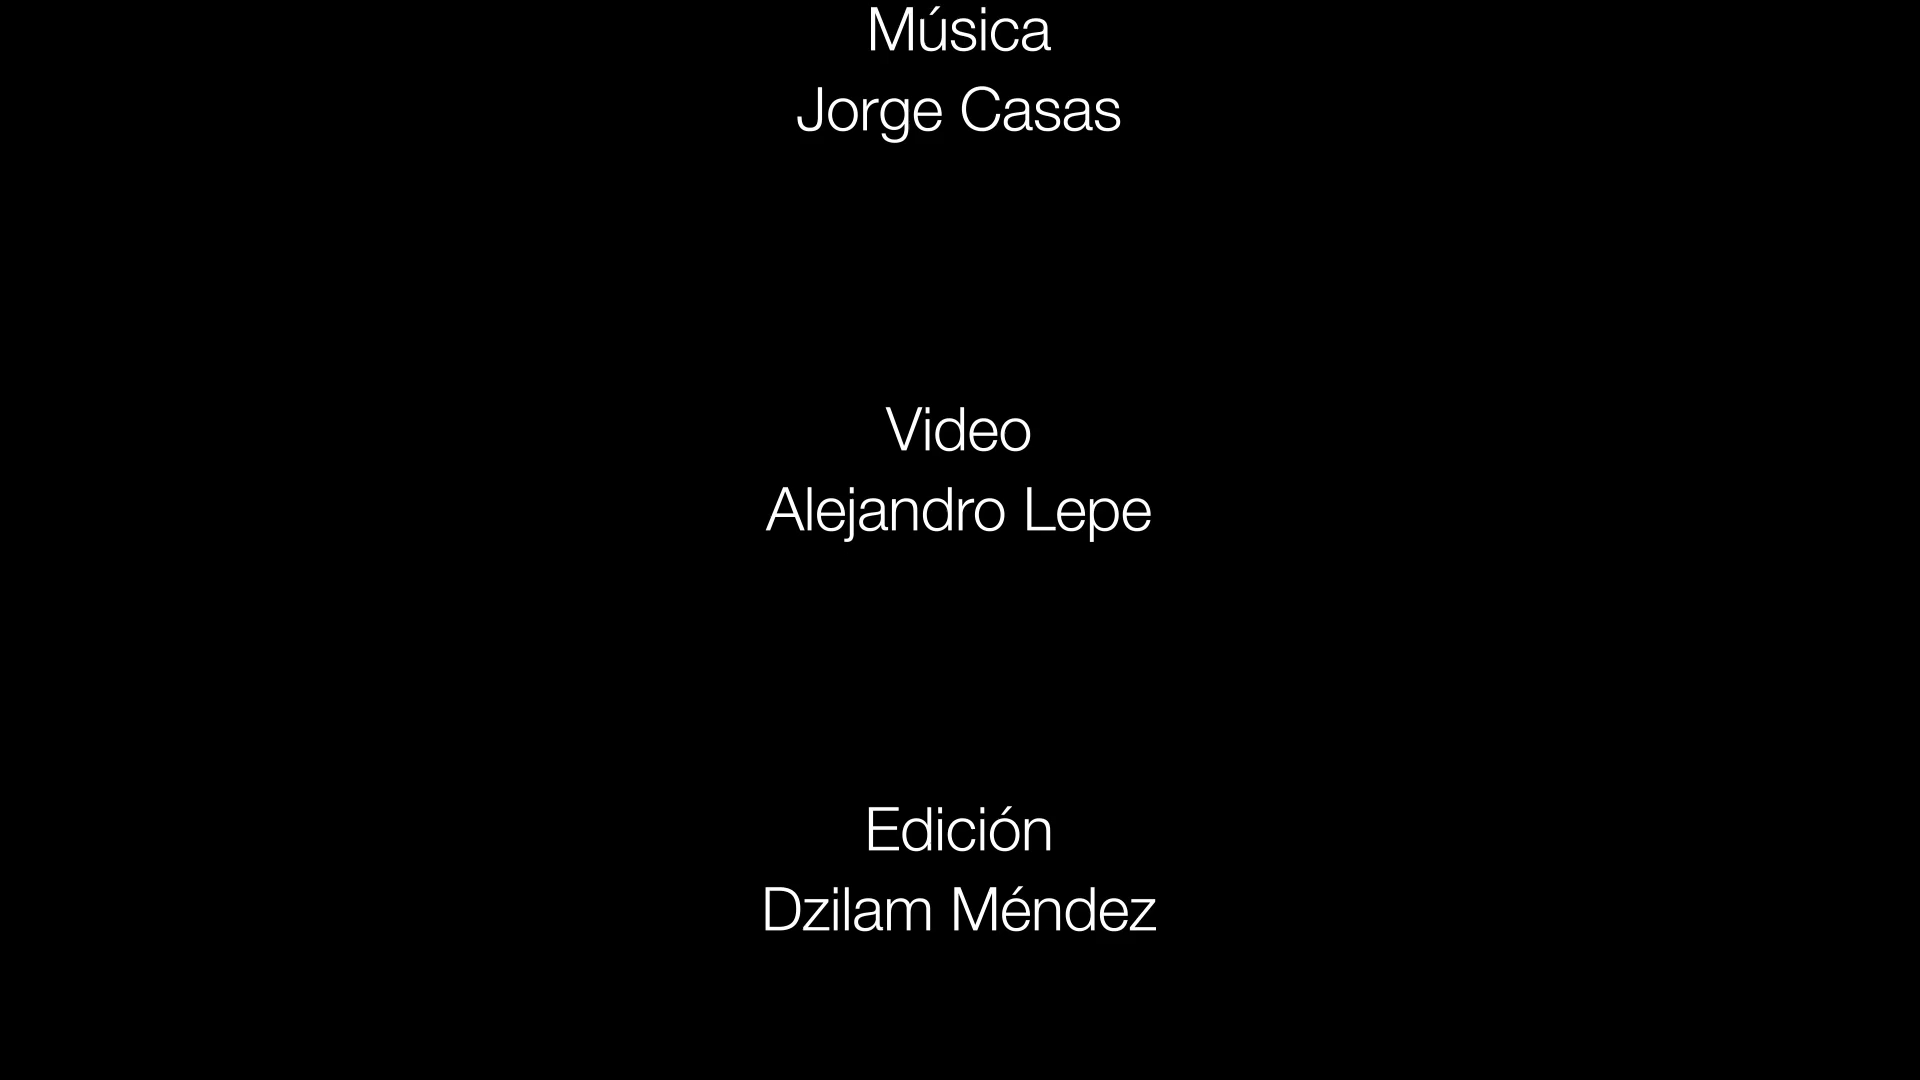 Música
Jorge Casas
Video
Alejandro Lepe
Edición
Dzilam Méndez